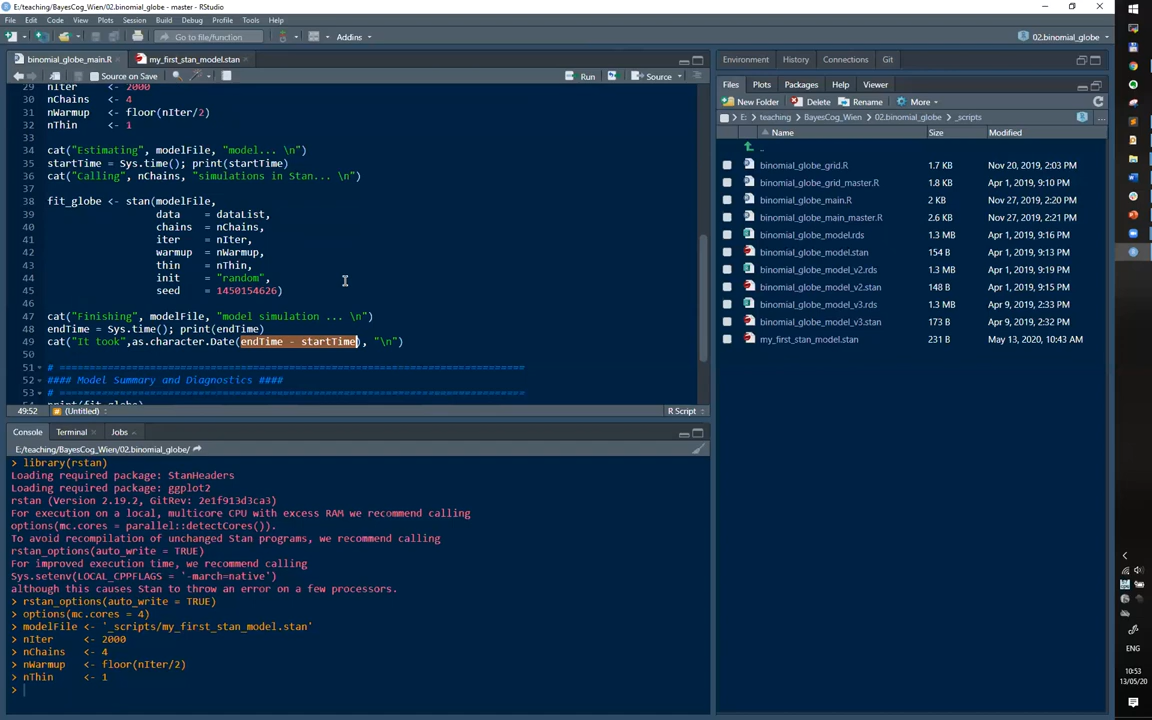 02.binomial_globe - master - RStudio
File Edit Code View Plots Session Build Debug Profile Tools Help
Go to file/function
Addins
02.binomial_globe
binomial_globe_main.R
my_first_stan_model.stan
Source on Save
Run
Source
29 nIter <- 2000
30 nChains <- 4
31 nWarmup <- floor(nIter/2)
32 nThin <- 1
33
34 cat("Estimating", modelFile, "model... \n")
35 startTime = Sys.time(); print(startTime)
36 cat("Calling", nChains, "simulations in Stan... \n")
37
38 fit_globe <- stan(modelFile,
39 data = dataList,
40 chains = nChains,
41 iter = nIter,
42 warmup = nWarmup,
43 thin = nThin,
44 init = "random",
45 seed = 1450154626)
46
47 cat("Finishing", modelFile, "model simulation ... \n")
48 endTime = Sys.time(); print(endTime)
49 cat("It took",as.character.Date(endTime - startTime), "\n")
50
51 # =======================================================
52 #### Model Summary and Diagnostics ####
53 # =======================================================
54 print(fit_globe)
49:52
(Untitled)
R Script
Console Terminal Jobs
E:/teaching/BayesCog_Wien/02.binomial_globe/
> library(rstan)
Loading required package: StanHeaders
Loading required package: ggplot2
rstan (Version 2.19.2, GitRev: 2e1f913d3ca3)
For execution on a local, multicore CPU with excess RAM we recommend calling
options(mc.cores = parallel::detectCores()).
To avoid recompilation of unchanged Stan programs, we recommend calling
rstan_options(auto_write = TRUE)
For improved execution time, we recommend calling
Sys.setenv(LOCAL_CPPFLAGS = '-march=native')
although this causes Stan to throw an error on a few processors.
> rstan_options(auto_write = TRUE)
> options(mc.cores = 4)
> modelFile <- '_scripts/my_first_stan_model.stan'
> nIter <- 2000
> nChains <- 4
> nWarmup <- floor(nIter/2)
> nThin <- 1
>
Environment History Connections
Files Plots Packages Help Viewer
New Folder Delete Rename More
E: teaching BayesCog_Wien 02.binomial_globe _scripts
Name Size Modified
..
binomial_globe_grid.R 1.7 KB Nov 20, 2019, 2:03 PM
binomial_globe_grid_master.R 1.8 KB Apr 1, 2019, 9:10 PM
binomial_globe_main.R 2 KB Nov 27, 2019, 2:20 PM
binomial_globe_main_master.R 2.6 KB Nov 27, 2019, 2:21 PM
binomial_globe_model.rds 1.3 MB Apr 1, 2019, 9:16 PM
binomial_globe_model.stan 154 B Apr 1, 2019, 9:13 PM
binomial_globe_model_v2.rds 1.3 MB Apr 1, 2019, 9:19 PM
binomial_globe_model_v2.stan 148 B Apr 1, 2019, 9:15 PM
binomial_globe_model_v3.rds 1.3 MB Apr 9, 2019, 2:33 PM
binomial_globe_model_v3.stan 173 B Apr 9, 2019, 2:32 PM
my_first_stan_model.stan 231 B May 13, 2020, 10:43 AM
ENG
10:53
13/05/20